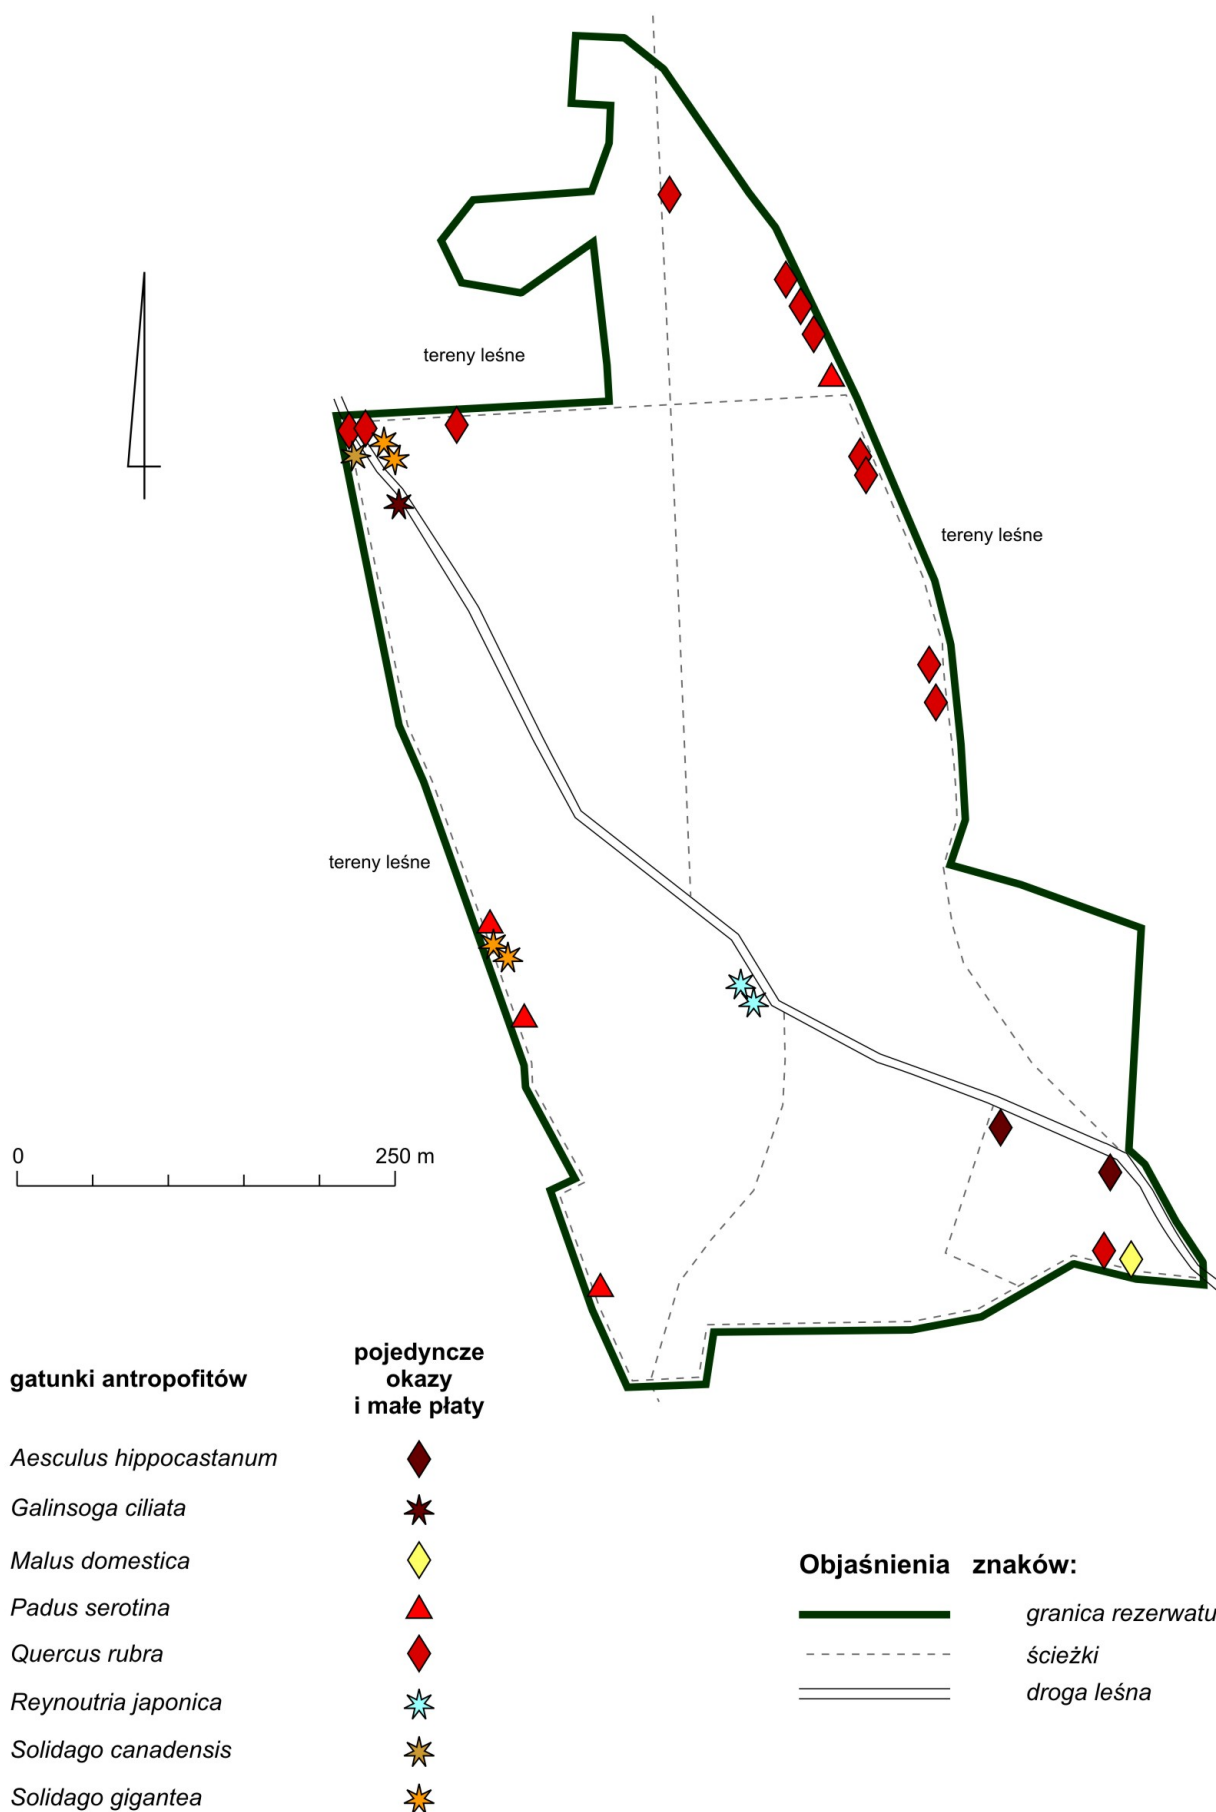 tereny leśne
tereny leśne
tereny leśne
0 250 m
gatunki antropofitów
pojedyncze
okazy
i małe płaty
Aesculus hippocastanum
Galinsoga ciliata
Malus domestica
Padus serotina
Quercus rubra
Reynoutria japonica
Solidago canadensis
Solidago gigantea
Objaśnienia znaków:
granica rezerwatu
ścieżki
droga leśna